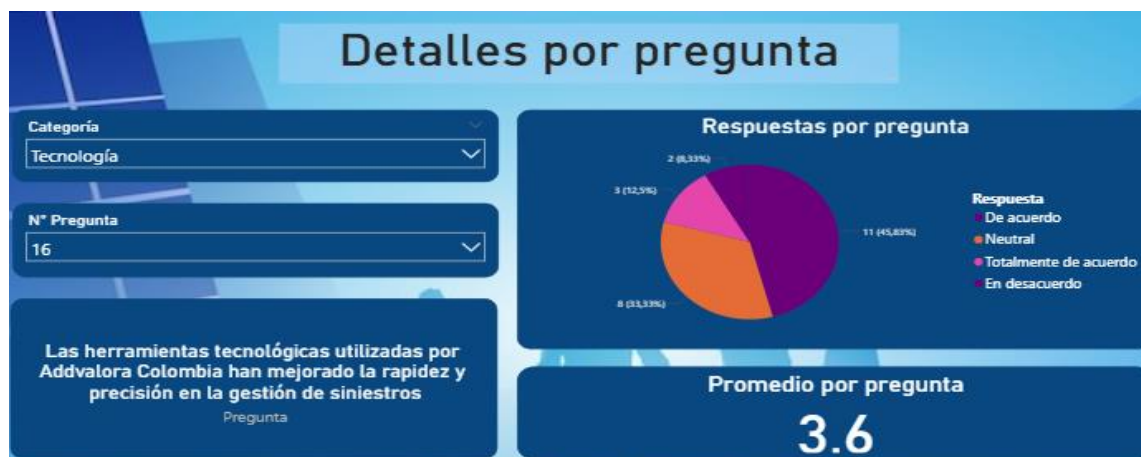 Detalles por pregunta
Categoría
Tecnología
N° Pregunta
16
Las herramientas tecnológicas utilizadas por
Addvalora Colombia han mejorado la rapidez y
precisión en la gestión de siniestros
Pregunta
Respuestas por pregunta
2 (8,33%)
3 (12,5%)
11 (45,83%)
8 (33,33%)
Respuesta
De acuerdo
Neutral
Totalmente de acuerdo
En desacuerdo
Promedio por pregunta
3.6